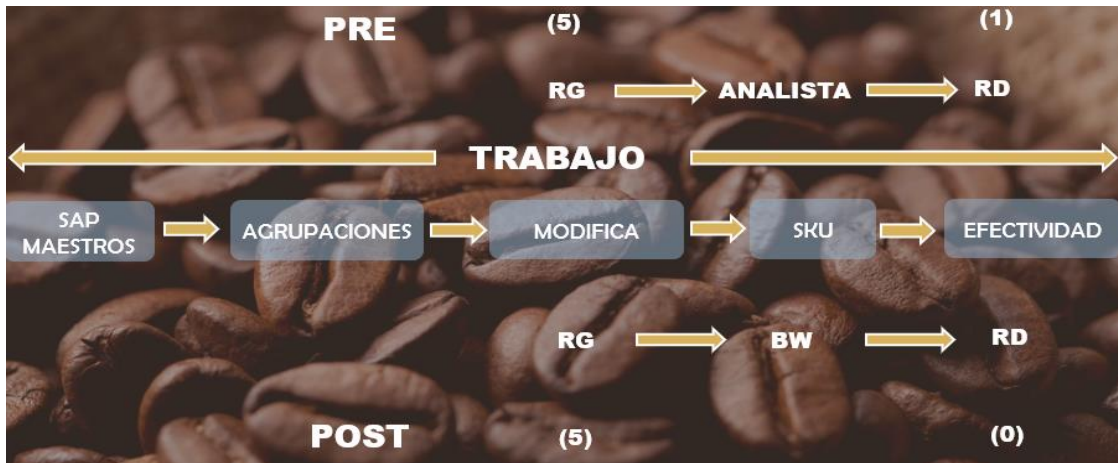 PRE (5) (1)
RG ANALISTA RD
TRABAJO
SAP
MAESTROS
AGRUPACIONES
MODIFICA
SKU
EFECTIVIDAD
RG BW RD
POST (5) (0)